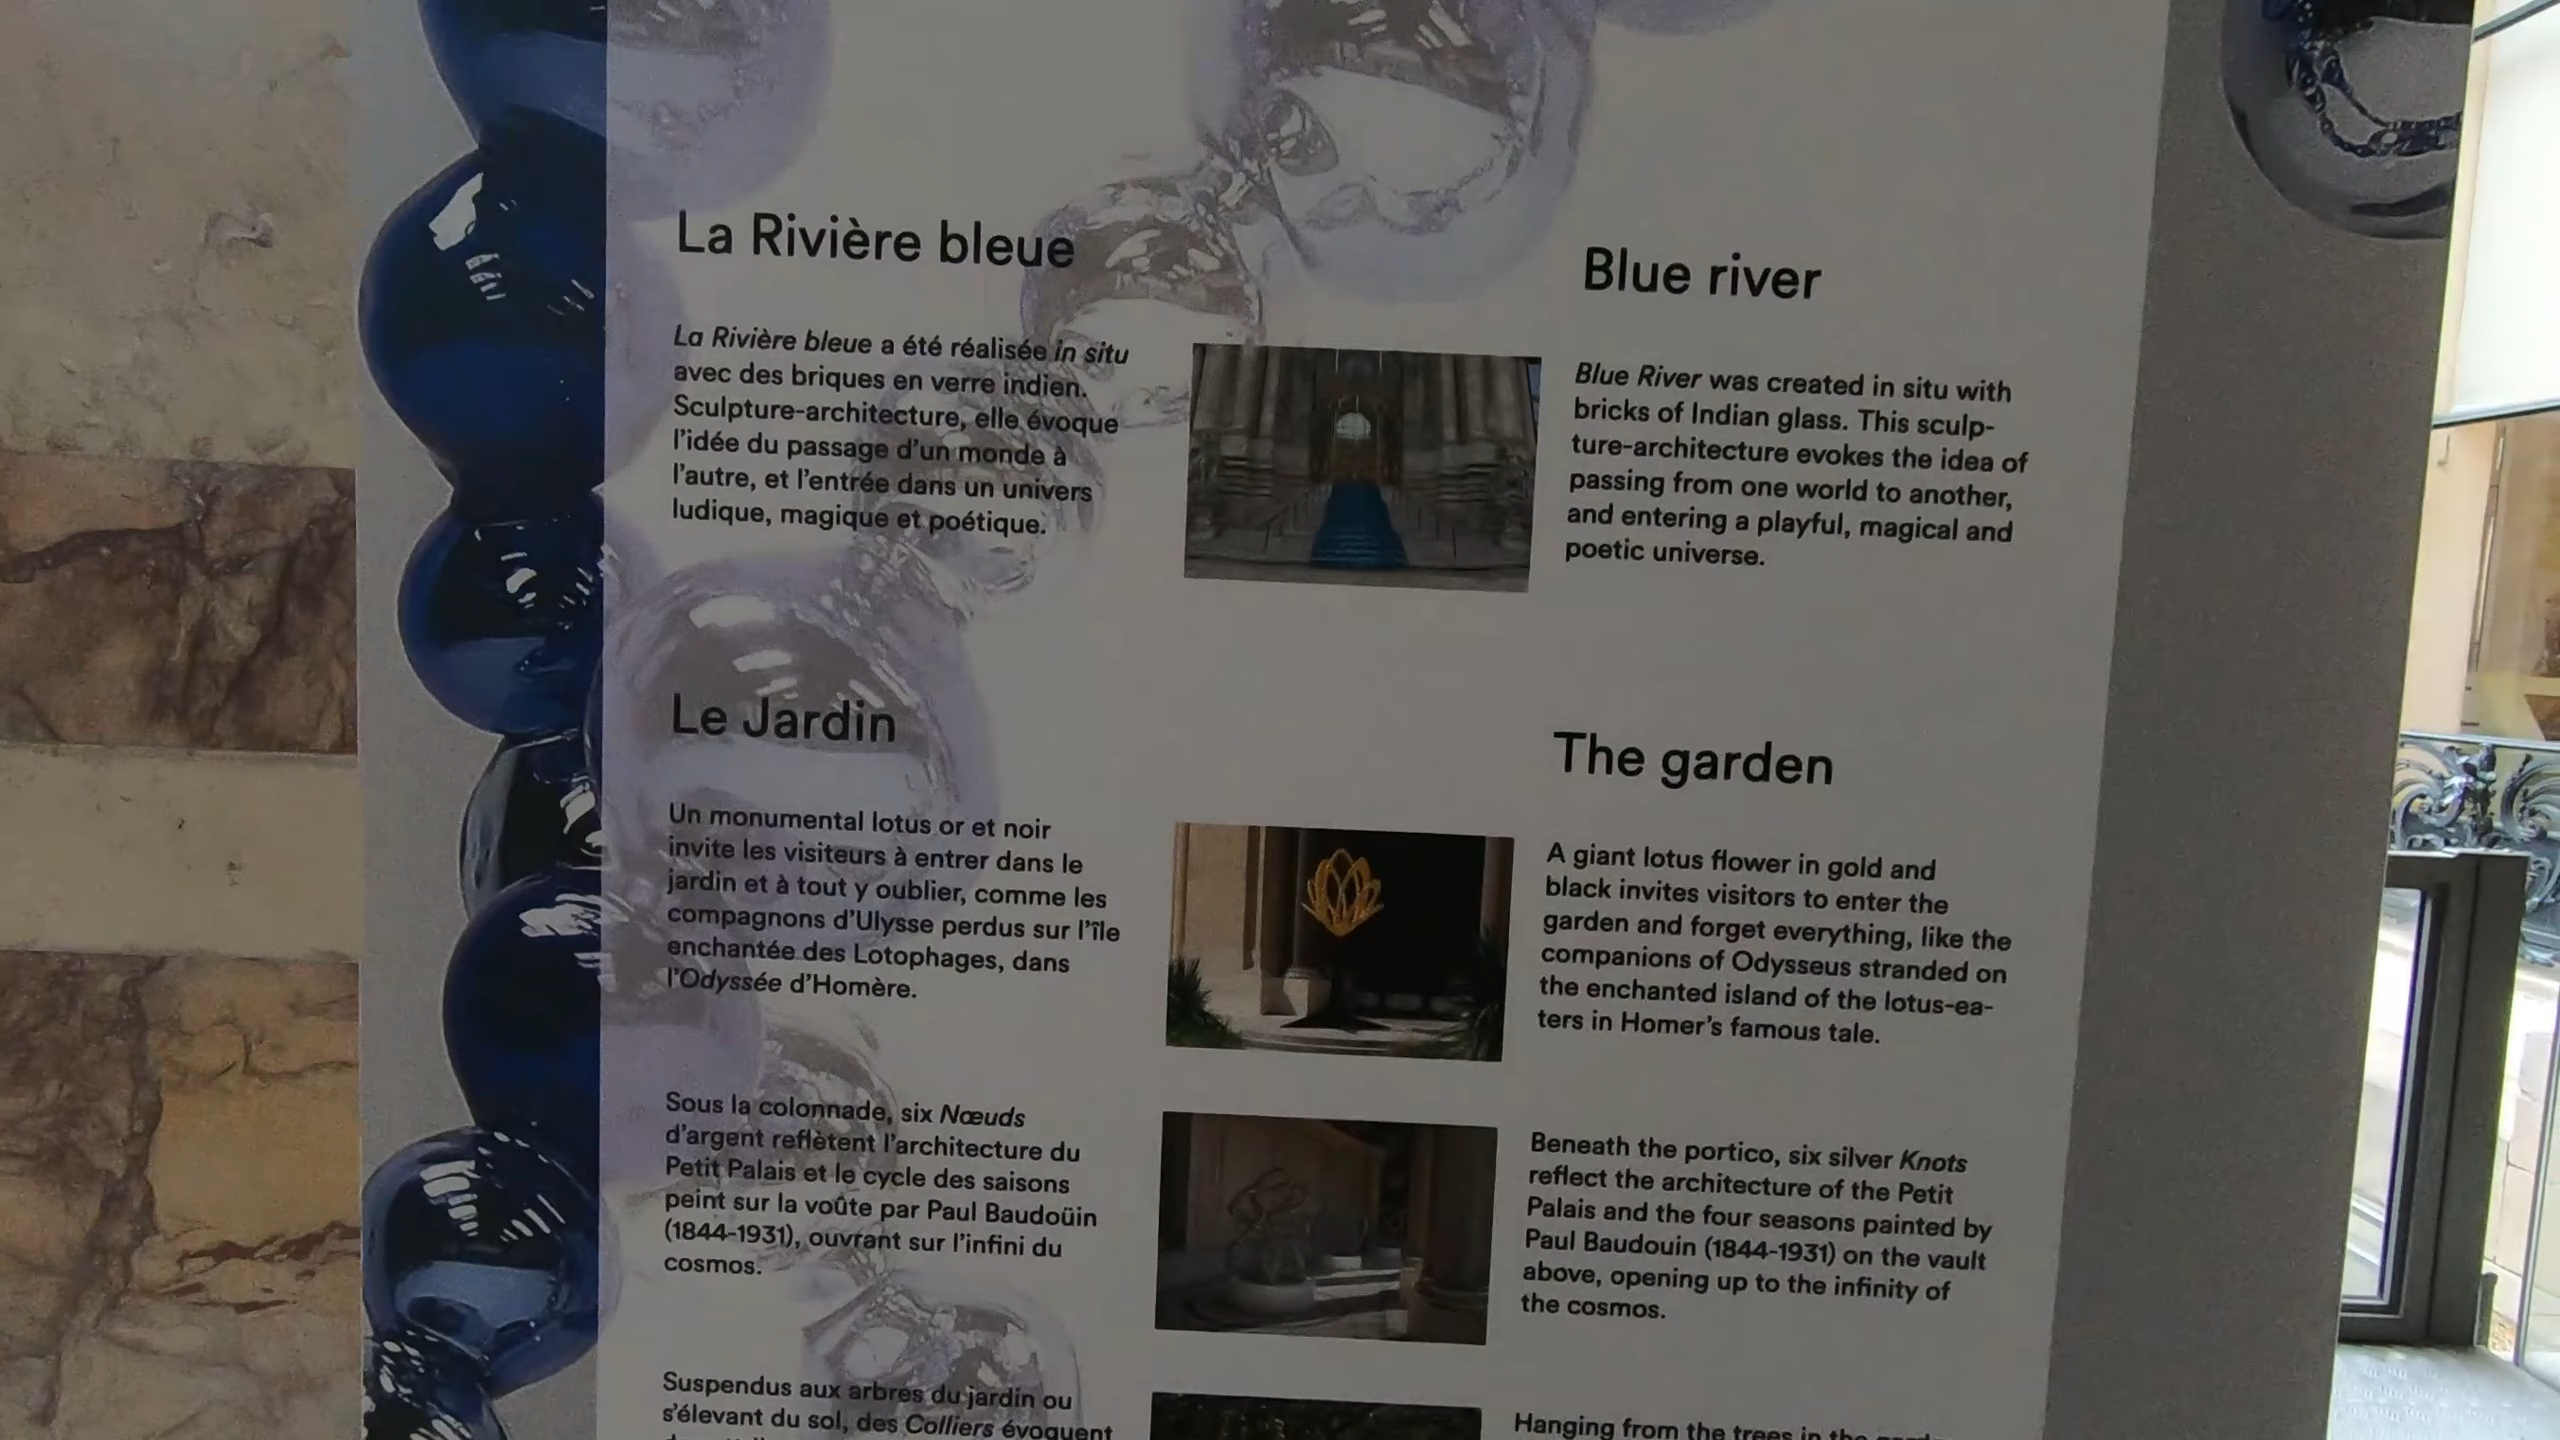 La Rivière bleue
La Rivière bleue a été réalisée in situ
avec des briques en verre indien.
Sculpture-architecture, elle évoque
l'idée du passage d'un monde à
l'autre, et l'entrée dans un univers
ludique, magique et poétique.
Blue river
Blue River was created in situ with
bricks of Indian glass. This sculp-
ture-architecture evokes the idea of
passing from one world to another,
and entering a playful, magical and
poetic universe.
Le Jardin
Un monumental lotus or et noir
invite les visiteurs à entrer dans le
jardin et à tout y oublier, comme les
compagnons d'Ulysse perdus sur l'île
enchantée des Lotophages, dans
l'Odyssée d'Homère.
The garden
A giant lotus flower in gold and
black invites visitors to enter the
garden and forget everything, like the
companions of Odysseus stranded on
the enchanted island of the lotus-ea-
ters in Homer's famous tale.
Sous la colonnade, six Nœuds
d'argent reflètent l'architecture du
Petit Palais et le cycle des saisons
peint sur la voûte par Paul Baudoüin
(1844-1931), ouvrant sur l'infini du
cosmos.
Beneath the portico, six silver Knots
reflect the architecture of the Petit
Palais and the four seasons painted by
Paul Baudouin (1844-1931) on the vault
above, opening up to the infinity of
the cosmos.
Suspendus aux arbres du jardin ou
s'élevant du sol, des Colliers évoquent
Hanging from the trees in the